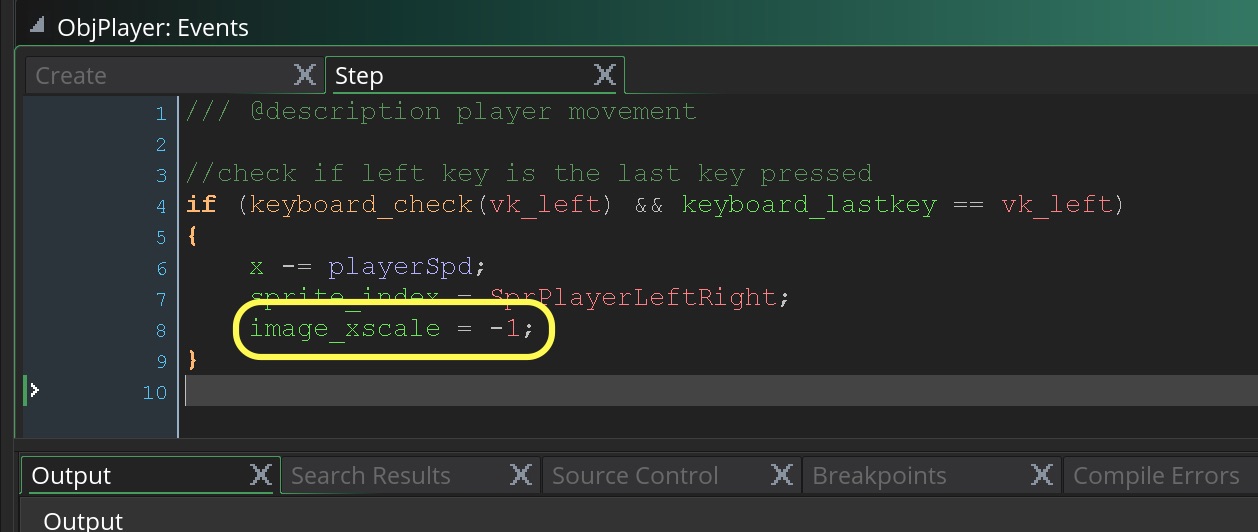 ObjPlayer: Events
Create Step
1 /// @description player movement
2
3 //check if left key is the last key pressed
4 if (keyboard_check(vk_left) && keyboard_lastkey == vk_left)
5 {
6 x -= playerSpd;
7 sprite_index = SprPlayerLeftRight;
8 image_xscale = -1;
9 }
10
Output Search Results Source Control Breakpoints Compile Errors
Output